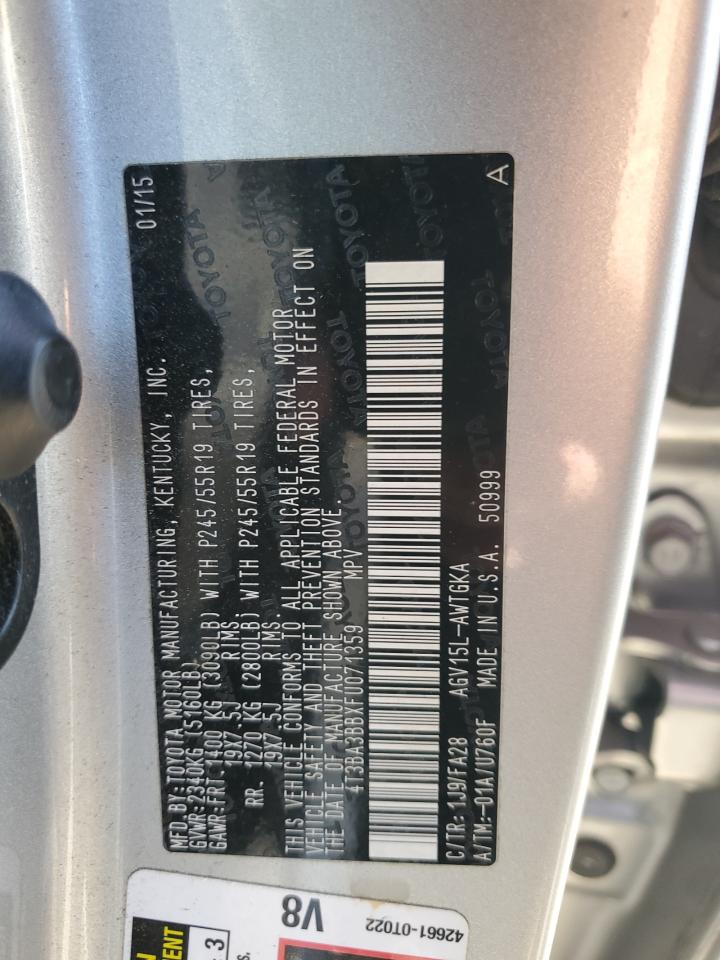 MFD.BY:TOYOTA MOTOR MANUFACTURING, KENTUCKY, INC. 01/15
GVWR:2340KG (5160LB)
GAWR:FRT 1400 KG (3090LB) WITH P245/55R19 TIRES,
19X7.5J RIMS
RR. 1270 KG (2800LB) WITH P245/55R19 TIRES,
19X7.5J RIMS
THIS VEHICLE CONFORMS TO ALL APPLICABLE FEDERAL MOTOR
VEHICLE SAFETY AND THEFT PREVENTION STANDARDS IN EFFECT ON
THE DATE OF MANUFACTURE SHOWN ABOVE.
4T3BA3BBXFU071359 MPV
C/TR:1J9/FA28 AGV15L-AWTGKA
A/TM:-01A/U760F MADE IN U.S.A. 50999 A
TOYOTA
V8
42661-0T022
3